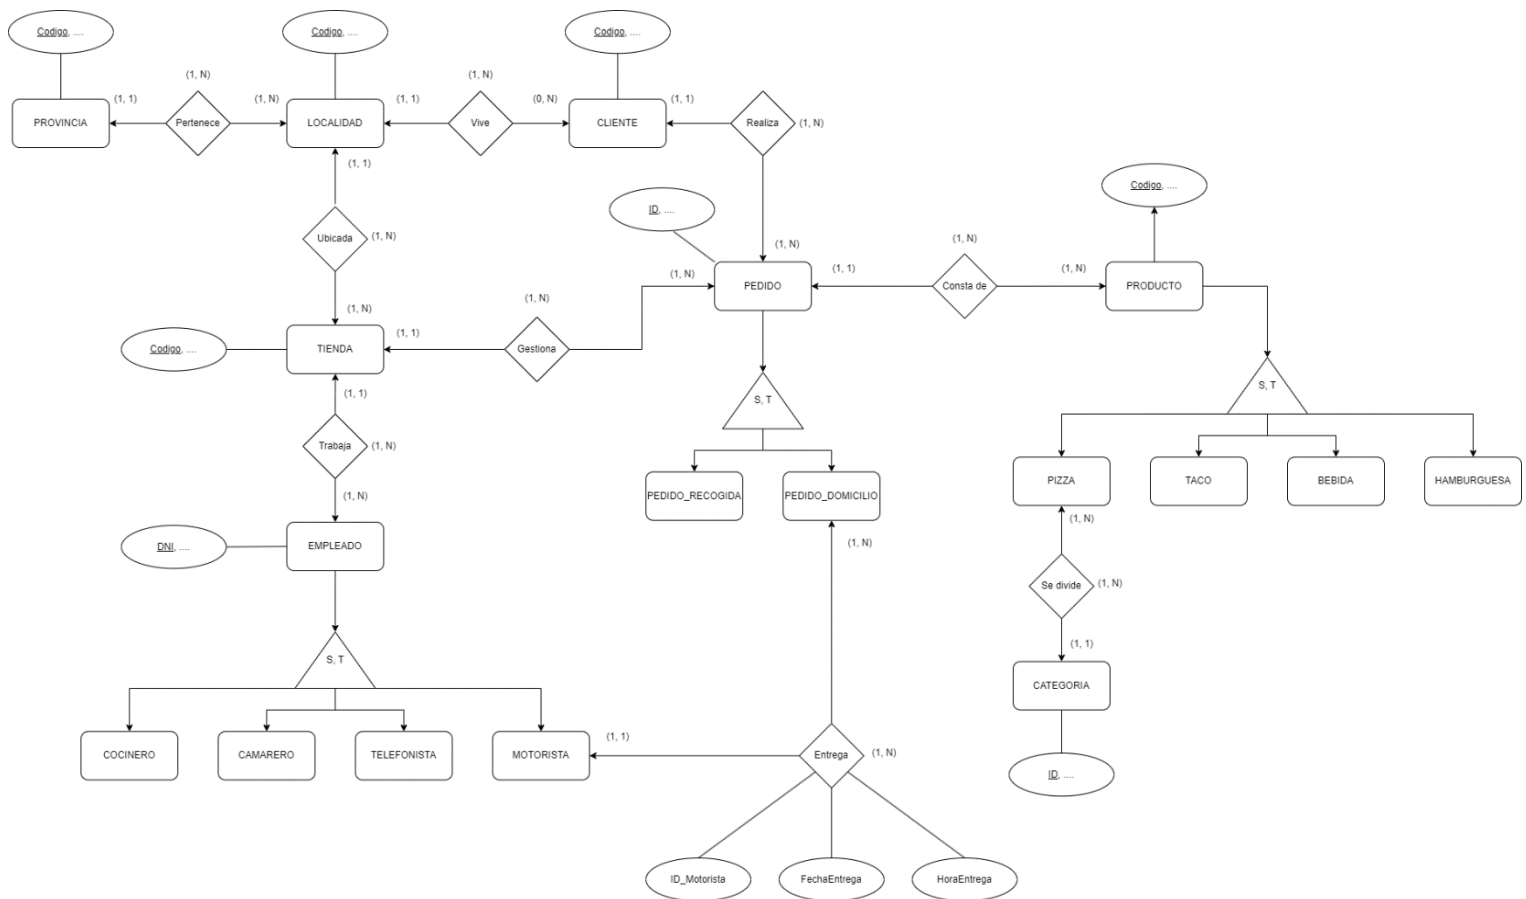 Codigo, ....
Codigo, ....
Codigo, ....
(1, N)
(1, N)
(1, 1)
(1, N)
(1, 1)
(0, N)
(1, 1)
PROVINCIA
Pertenece
LOCALIDAD
Vive
CLIENTE
Realiza
(1, N)
(1, 1)
Codigo, ....
ID, ....
Ubicada
(1, N)
(1, N)
(1, N)
(1, N)
(1, 1)
(1, N)
PEDIDO
Consta de
PRODUCTO
(1, N)
(1, N)
(1, 1)
Codigo, ....
TIENDA
Gestiona
(1, 1)
S, T
S, T
Trabaja
(1, N)
PIZZA
TACO
BEBIDA
HAMBURGUESA
(1, N)
PEDIDO_RECOGIDA
PEDIDO_DOMICILIO
(1, N)
(1, N)
DNI, ....
EMPLEADO
Se divide
(1, N)
(1, 1)
S, T
CATEGORIA
(1, 1)
COCINERO
CAMARERO
TELEFONISTA
MOTORISTA
Entrega
(1, N)
ID, ....
ID_Motorista
FechaEntrega
HoraEntrega